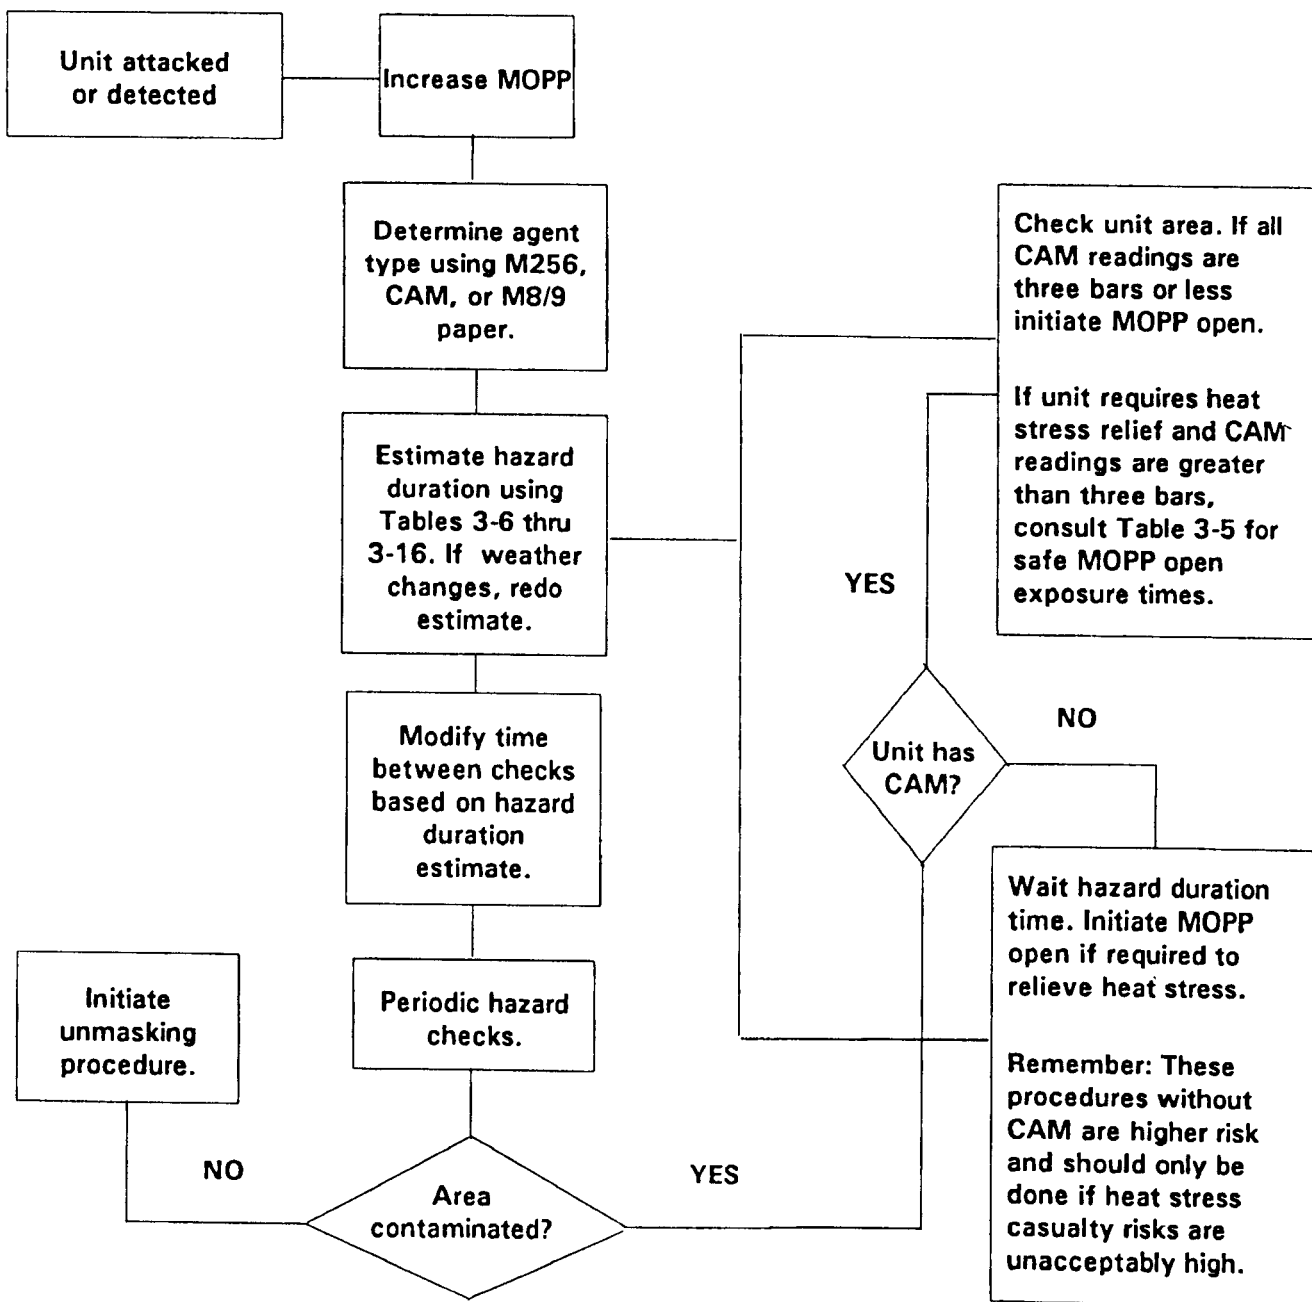 Unit attacked
or detected
Increase MOPP
Determine agent
type using M256,
CAM, or M8/9
paper.
Estimate hazard
duration using
Tables 3-6 thru
3-16. If weather
changes, redo
estimate.
Modify time
between checks
based on hazard
duration
estimate.
Periodic hazard
checks.
Area
contaminated?
NO
Initiate
unmasking
procedure.
YES
Unit has
CAM?
YES
Check unit area. If all
CAM readings are
three bars or less
initiate MOPP open.
If unit requires heat
stress relief and CAM
readings are greater
than three bars,
consult Table 3-5 for
safe MOPP open
exposure times.
NO
Wait hazard duration
time. Initiate MOPP
open if required to
relieve heat stress.
Remember: These
procedures without
CAM are higher risk
and should only be
done if heat stress
casualty risks are
unacceptably high.